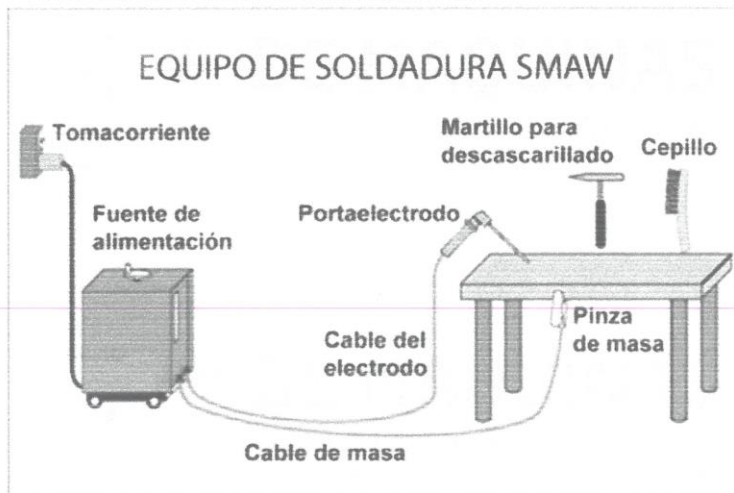 EQUIPO DE SOLDADURA SMAW
Tomacorriente
Martillo para
descascarillado
Cepillo
Fuente de
alimentación
Portaelectrodo
Pinza
de masa
Cable del
electrodo
Cable de masa